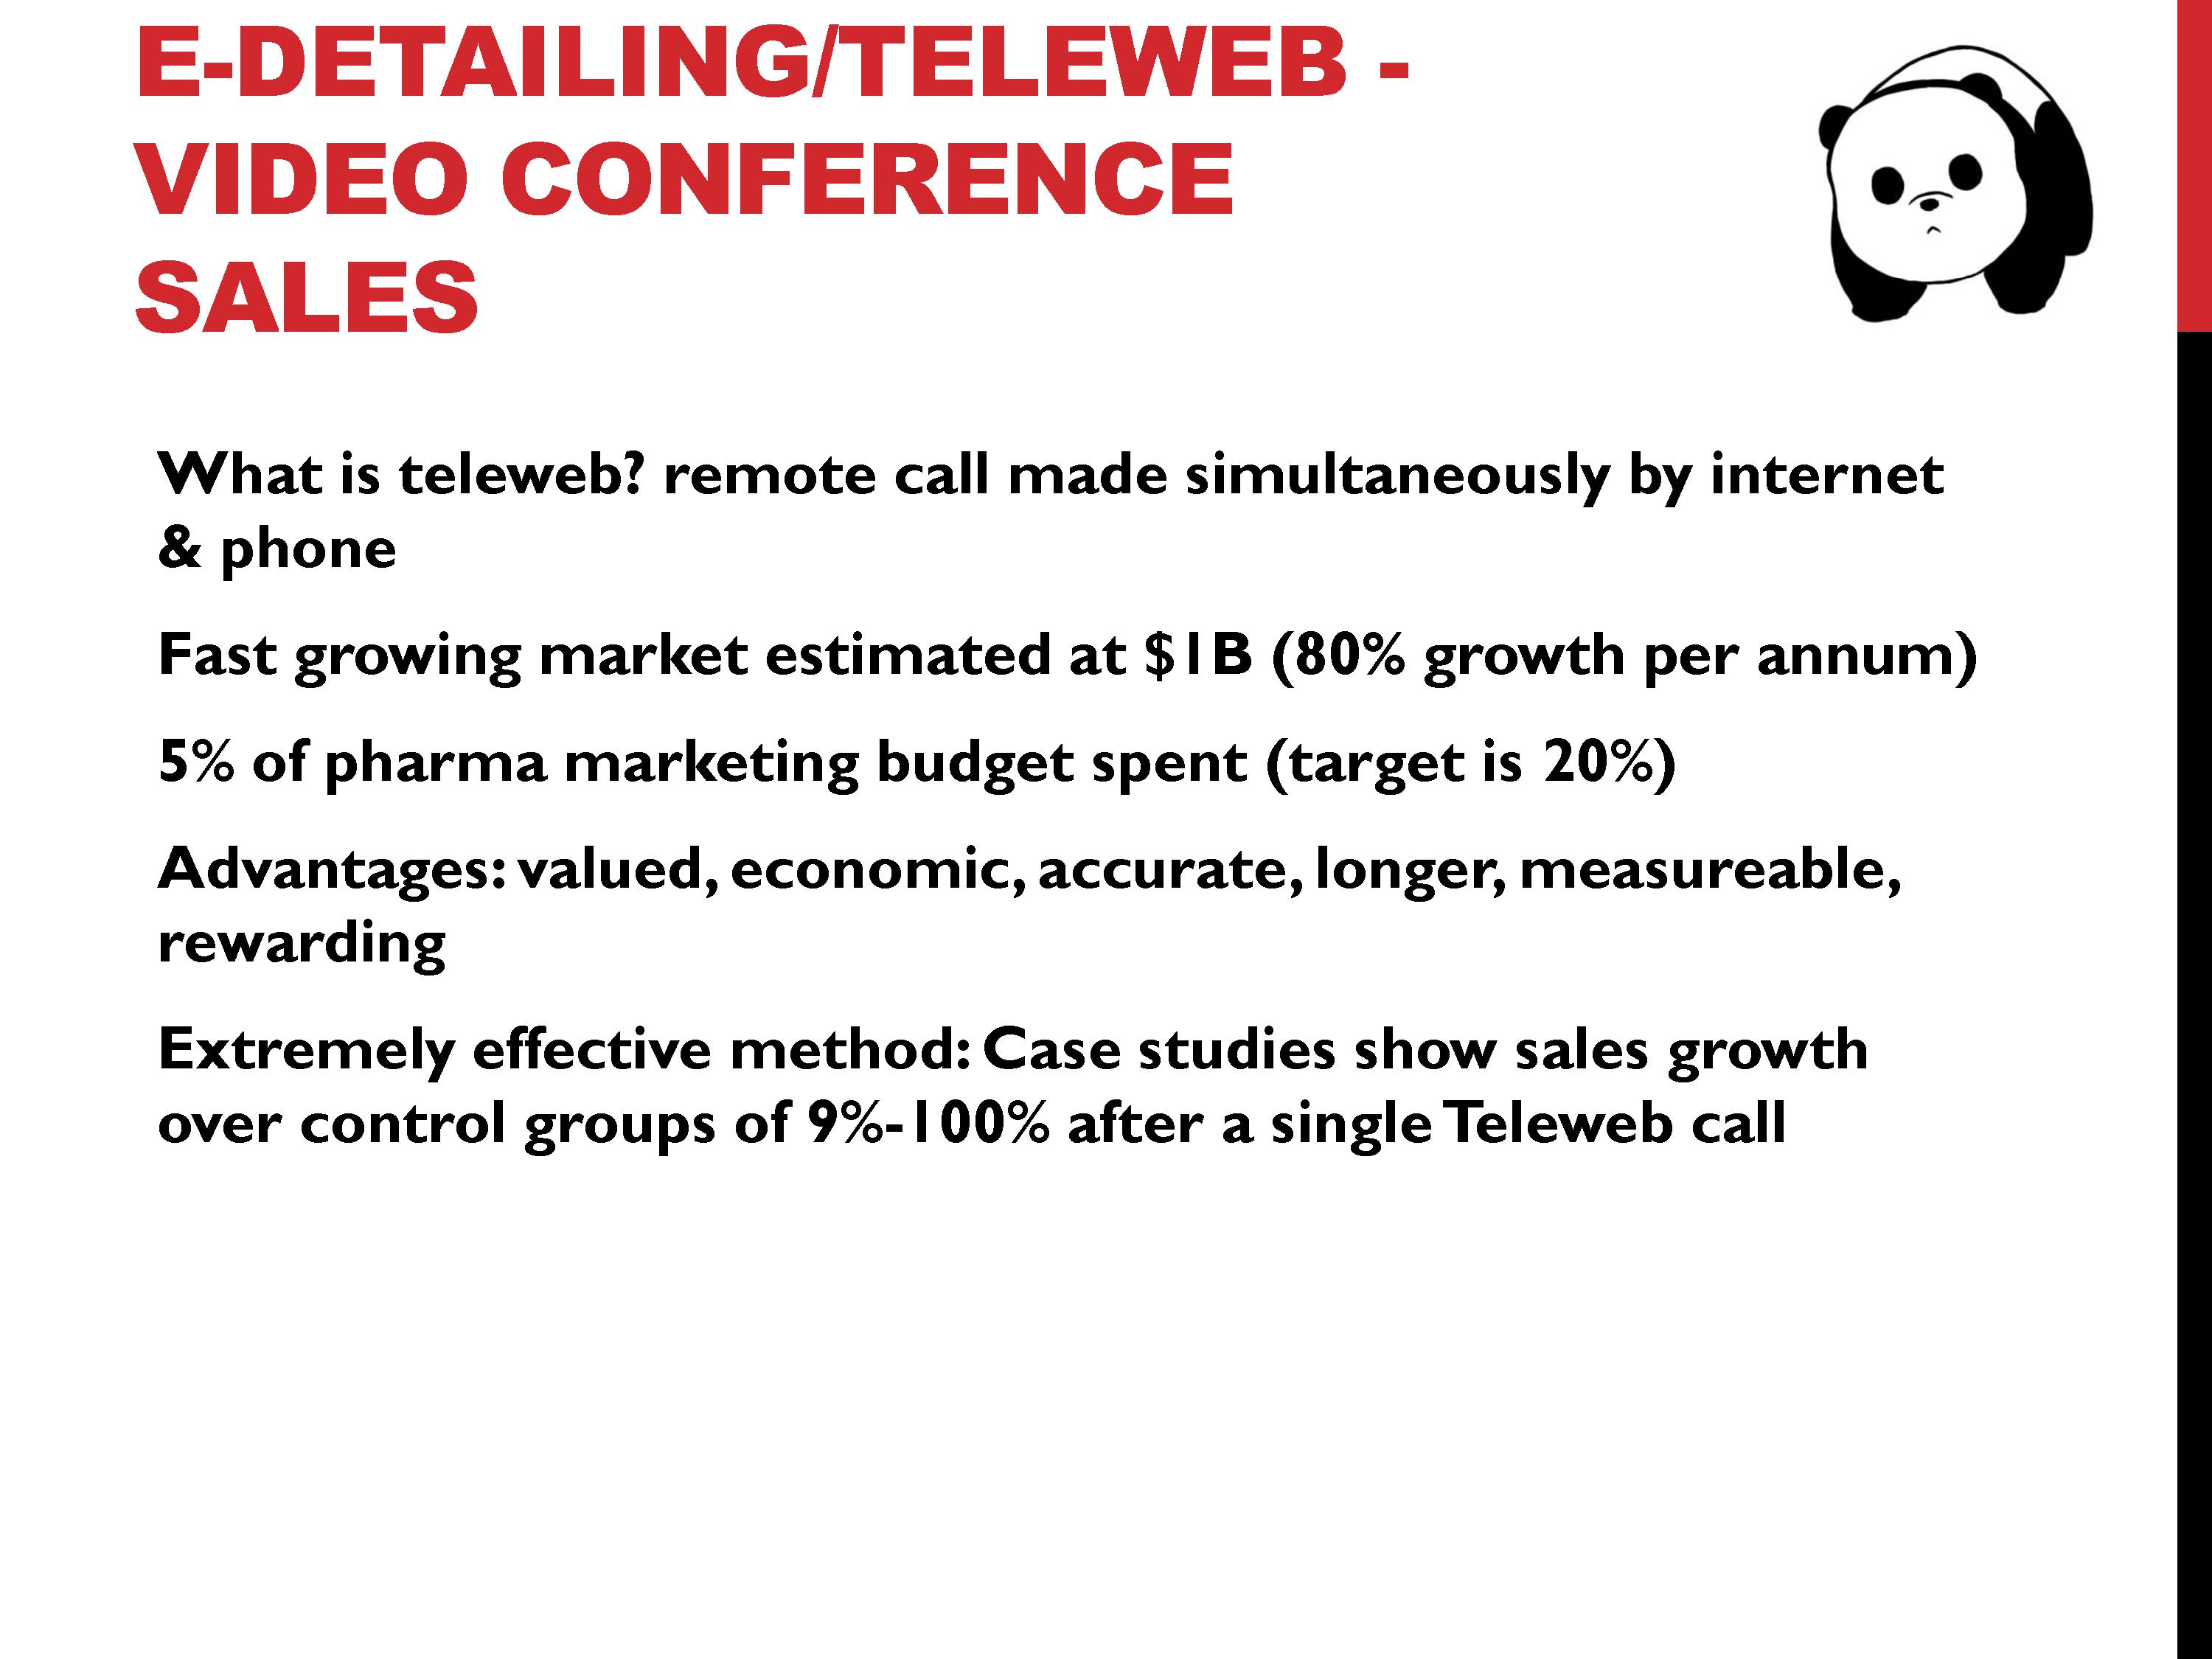 E-DETAILING/TELEWEB -
VIDEO CONFERENCE
SALES
What is teleweb? remote call made simultaneously by internet
& phone
Fast growing market estimated at $1B (80% growth per annum)
5% of pharma marketing budget spent (target is 20%)
Advantages: valued, economic, accurate, longer, measureable,
rewarding
Extremely effective method: Case studies show sales growth
over control groups of 9%-100% after a single Teleweb call